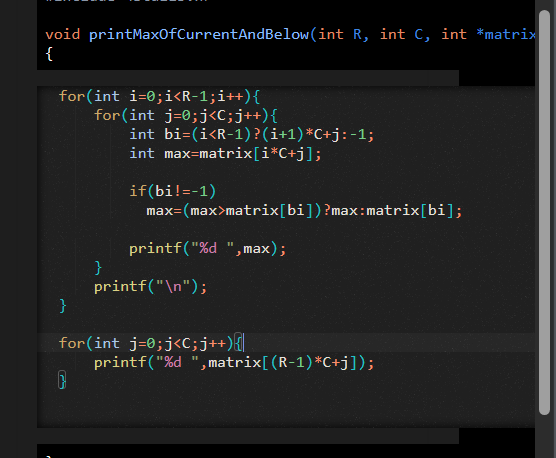 void printMaxOfCurrentAndBelow(int R, int C, int *matrix
{
for(int i=0;i<R-1;i++){
for(int j=0;j<C;j++){
int bi=(i<R-1)?(i+1)*C+j:-1;
int max=matrix[i*C+j];
if(bi!=-1)
max=(max>matrix[bi])?max:matrix[bi];
printf("%d ",max);
}
printf("\n");
}
for(int j=0;j<C;j++){
printf("%d ",matrix[(R-1)*C+j]);
}